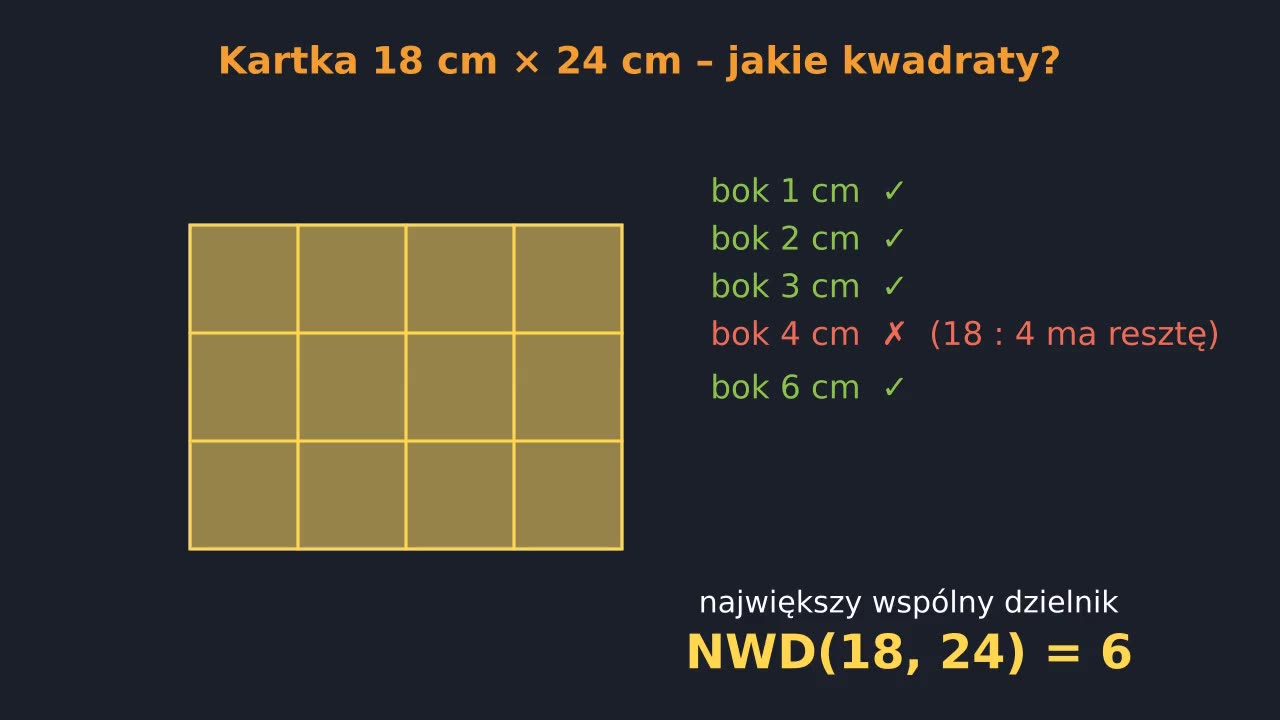 Kartka 18 cm × 24 cm – jakie kwadraty?
bok 1 cm ✓
bok 2 cm ✓
bok 3 cm ✓
bok 4 cm ✗ (18 : 4 ma resztę)
bok 6 cm ✓
największy wspólny dzielnik
NWD(18, 24) = 6